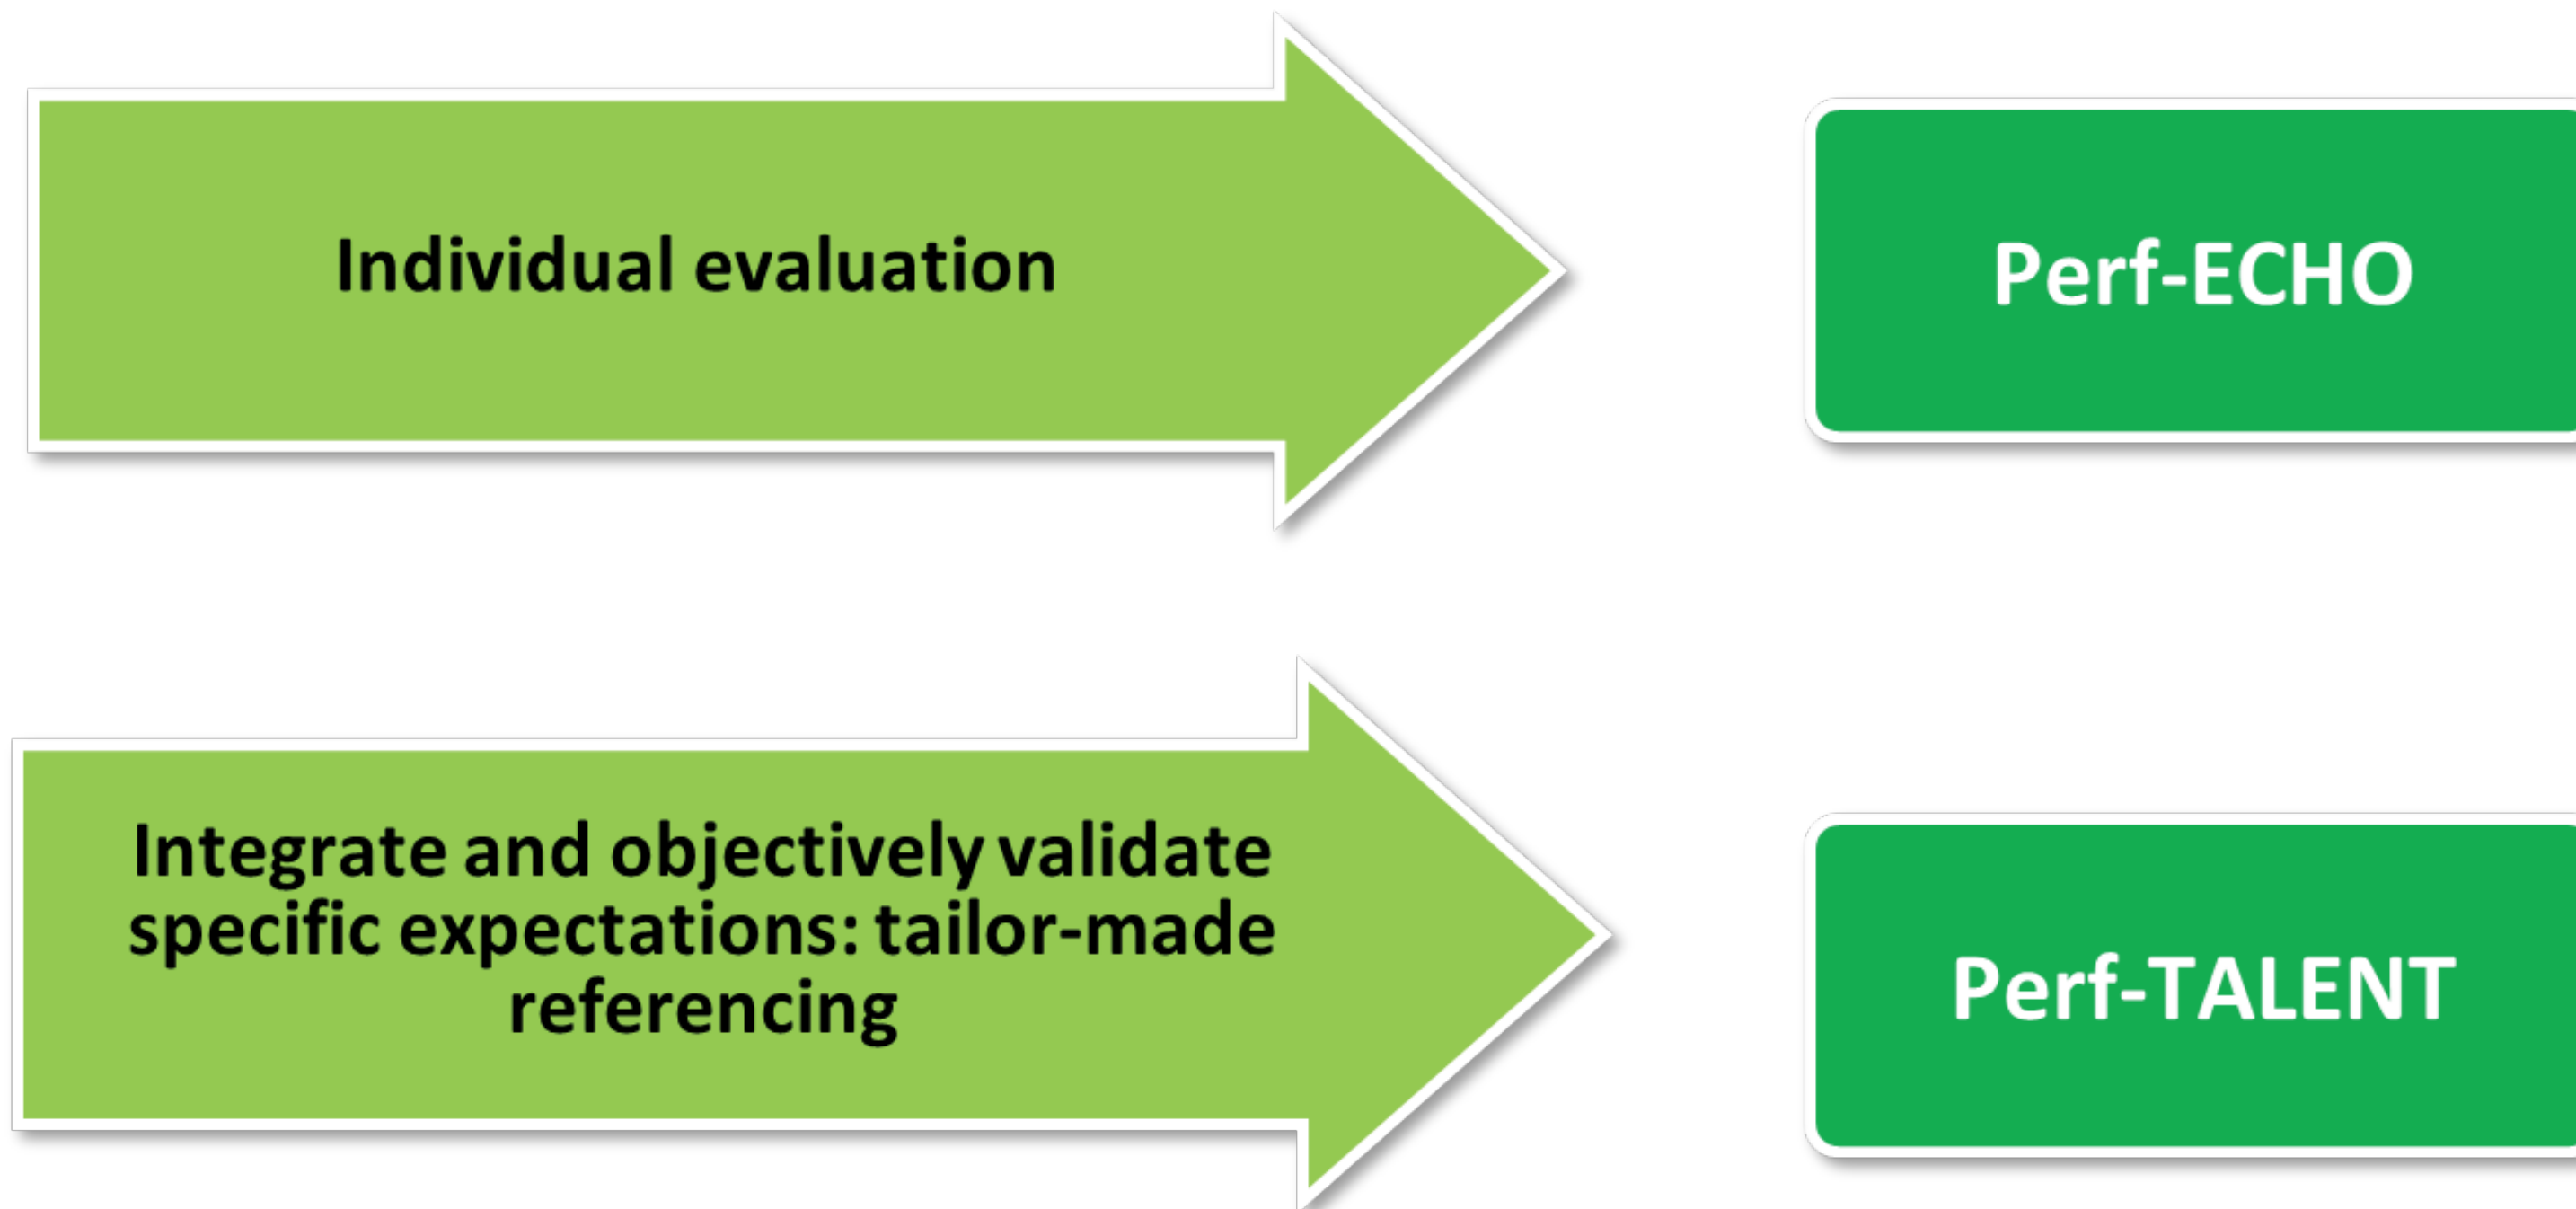 Individual evaluation
Perf-ECHO
Integrate and objectively validate
specific expectations: tailor-made
referencing
Perf-TALENT